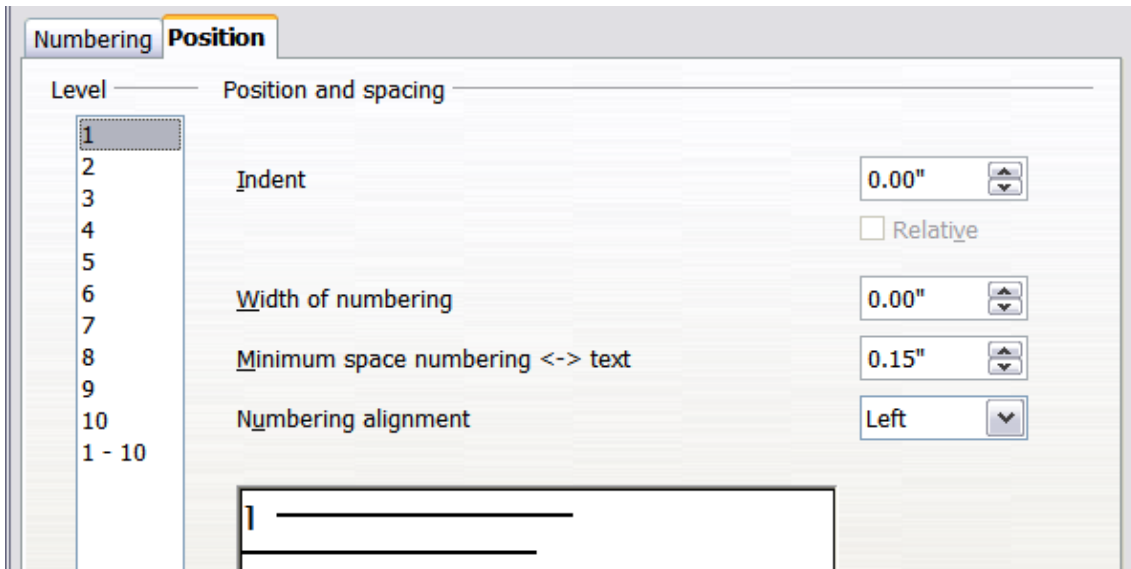 Numbering Position
Level Position and spacing
1
2
3
4
5
6
7
8
9
10
1 - 10
Indent 0.00"
Relative
Width of numbering 0.00"
Minimum space numbering <-> text 0.15"
Numbering alignment Left
1